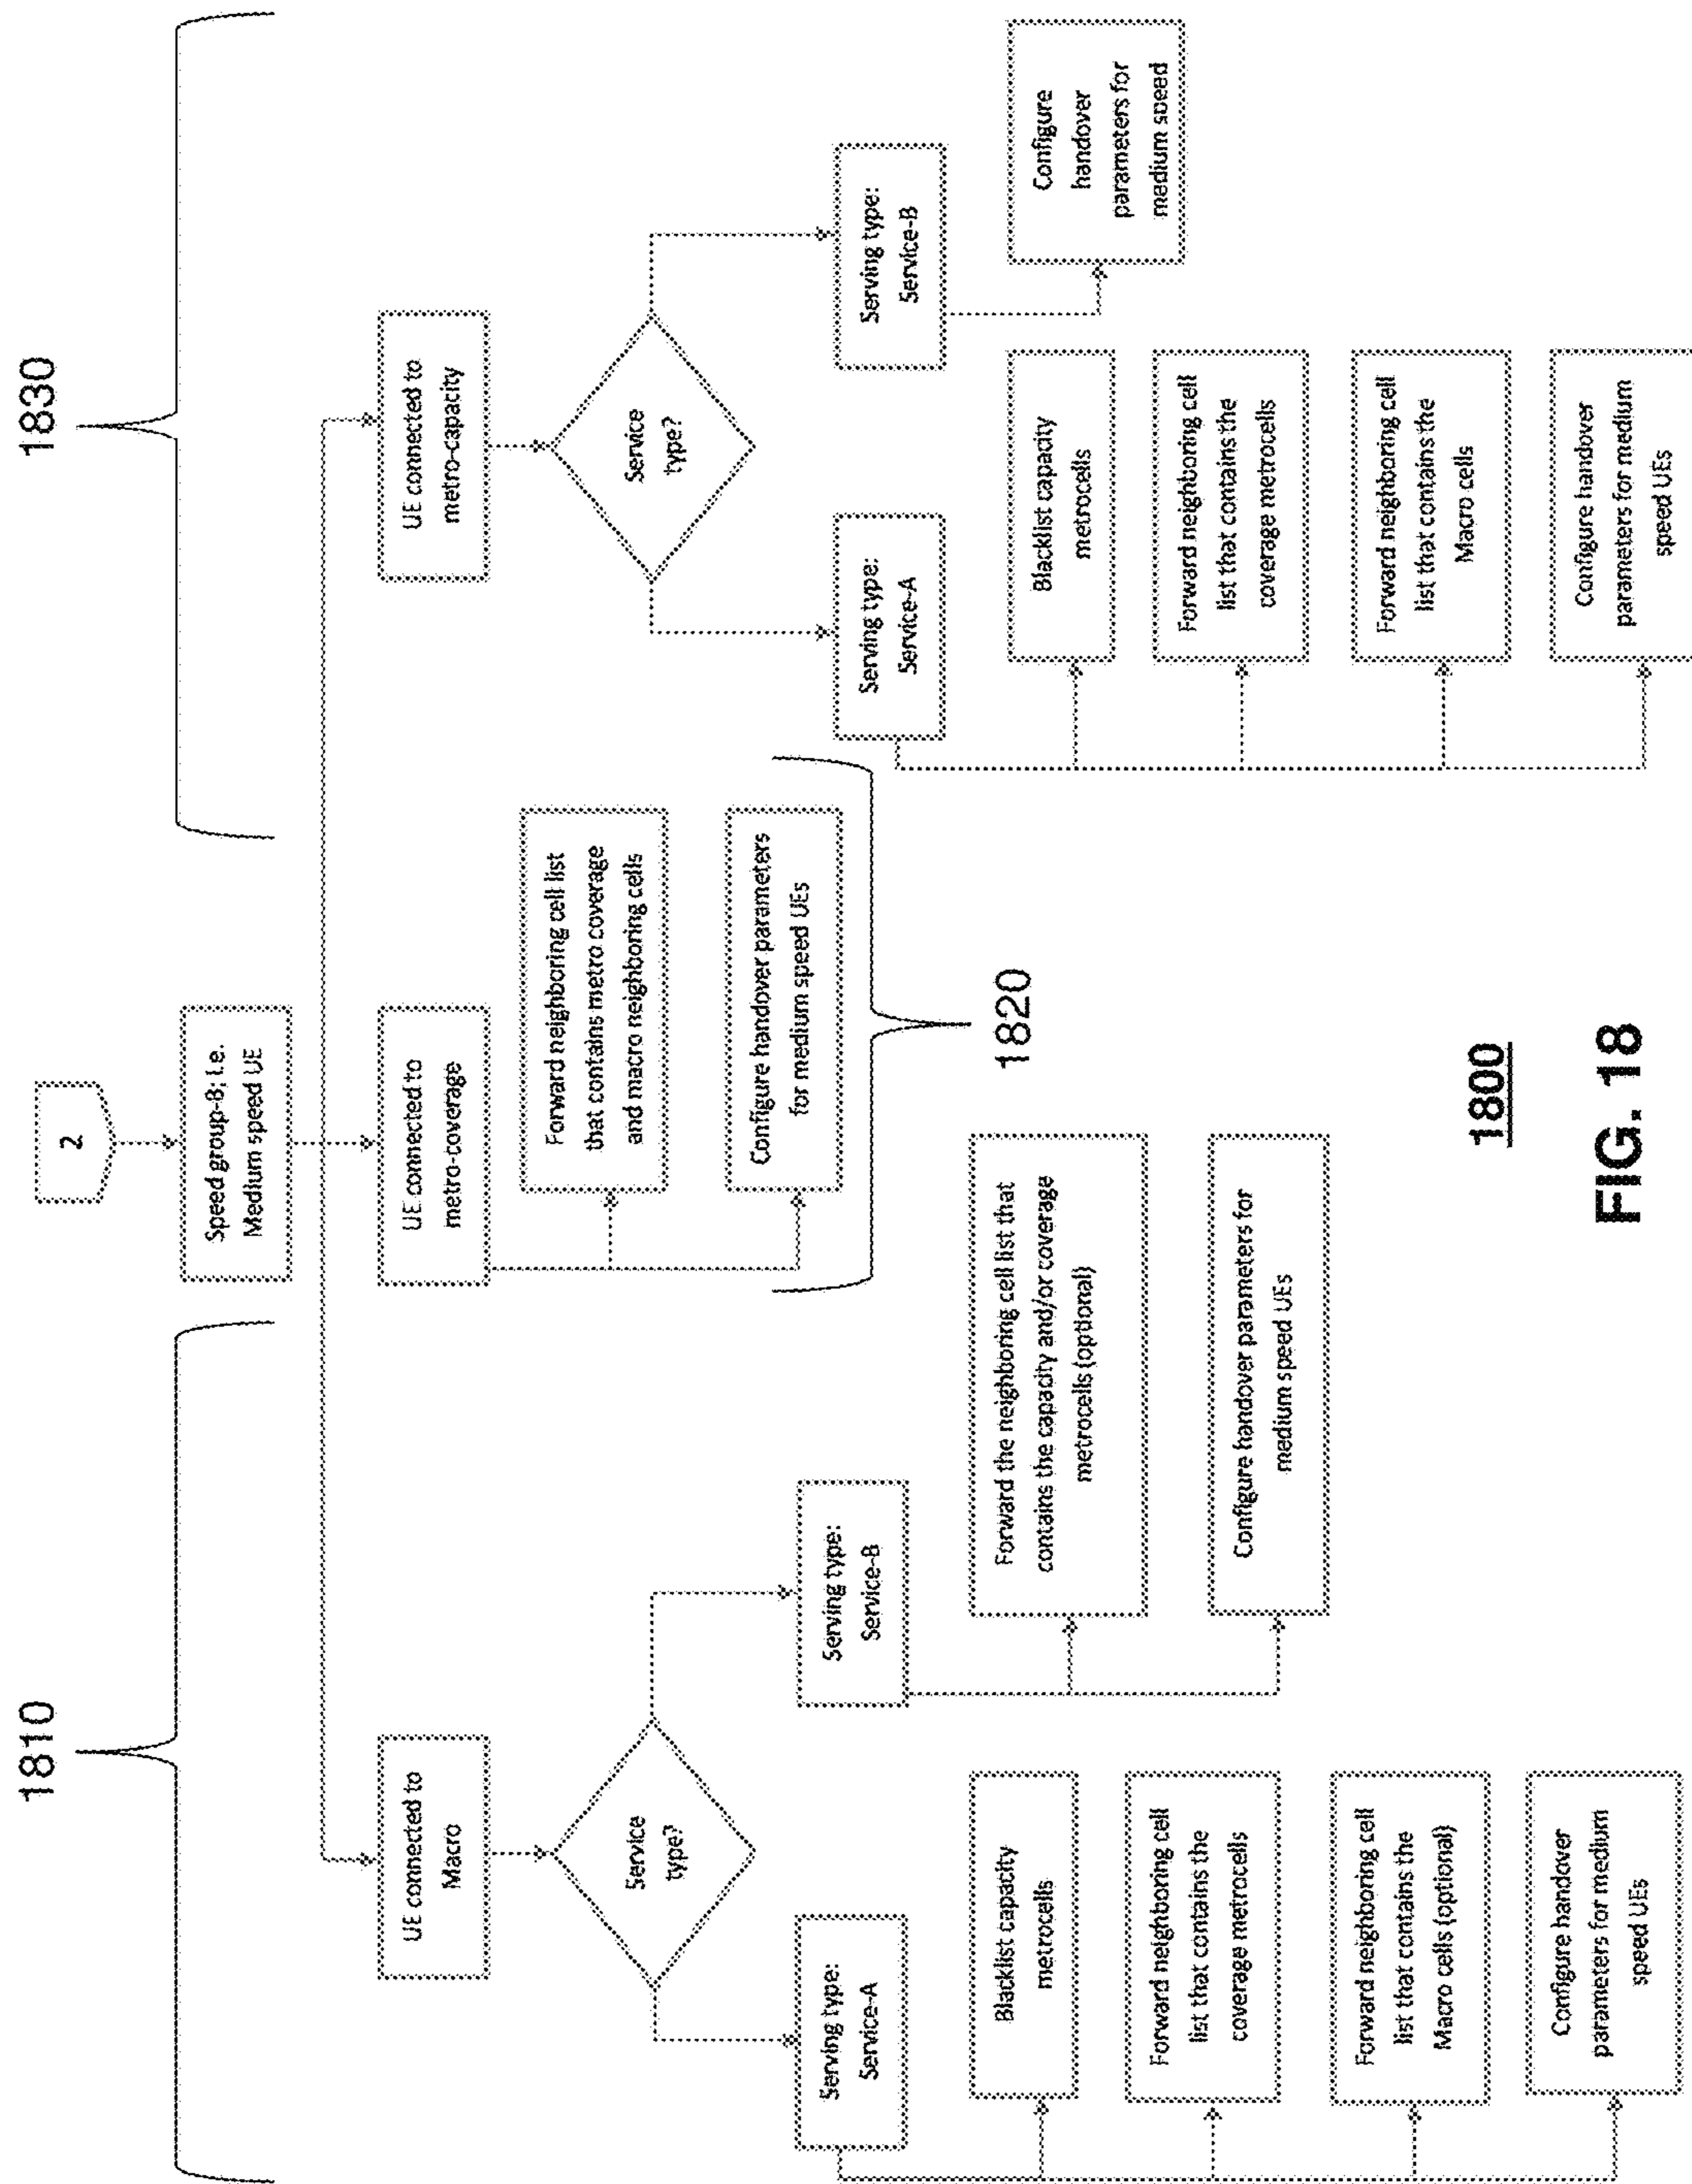 1810
1830
2
Speed group-B; i.e.
Medium speed UE
UE connected to
Macro
Service
type?
Serving type:
Service-A
Blacklist capacity
metrocells
Forward neighboring cell
list that contains the
coverage metrocells
Forward neighboring cell
list that contains the
Macro cells (optional)
Configure handover
parameters for medium
speed UEs
Serving type:
Service-B
Forward the neighboring cell list that
contains the capacity and/or coverage
metrocells (optional)
Configure handover parameters for
medium speed UEs
UE connected to
metro-coverage
Forward neighboring cell list
that contains metro coverage
and macro neighboring cells
Configure handover parameters
for medium speed UEs
1820
UE connected to
metro-capacity
Service
type?
Serving type:
Service-A
Blacklist capacity
metrocells
Forward neighboring cell
list that contains the
coverage metrocells
Forward neighboring cell
list that contains the
Macro cells
Configure handover
parameters for medium
speed UEs
Serving type:
Service-B
Configure
handover
parameters for
medium speed
1800
FIG. 18